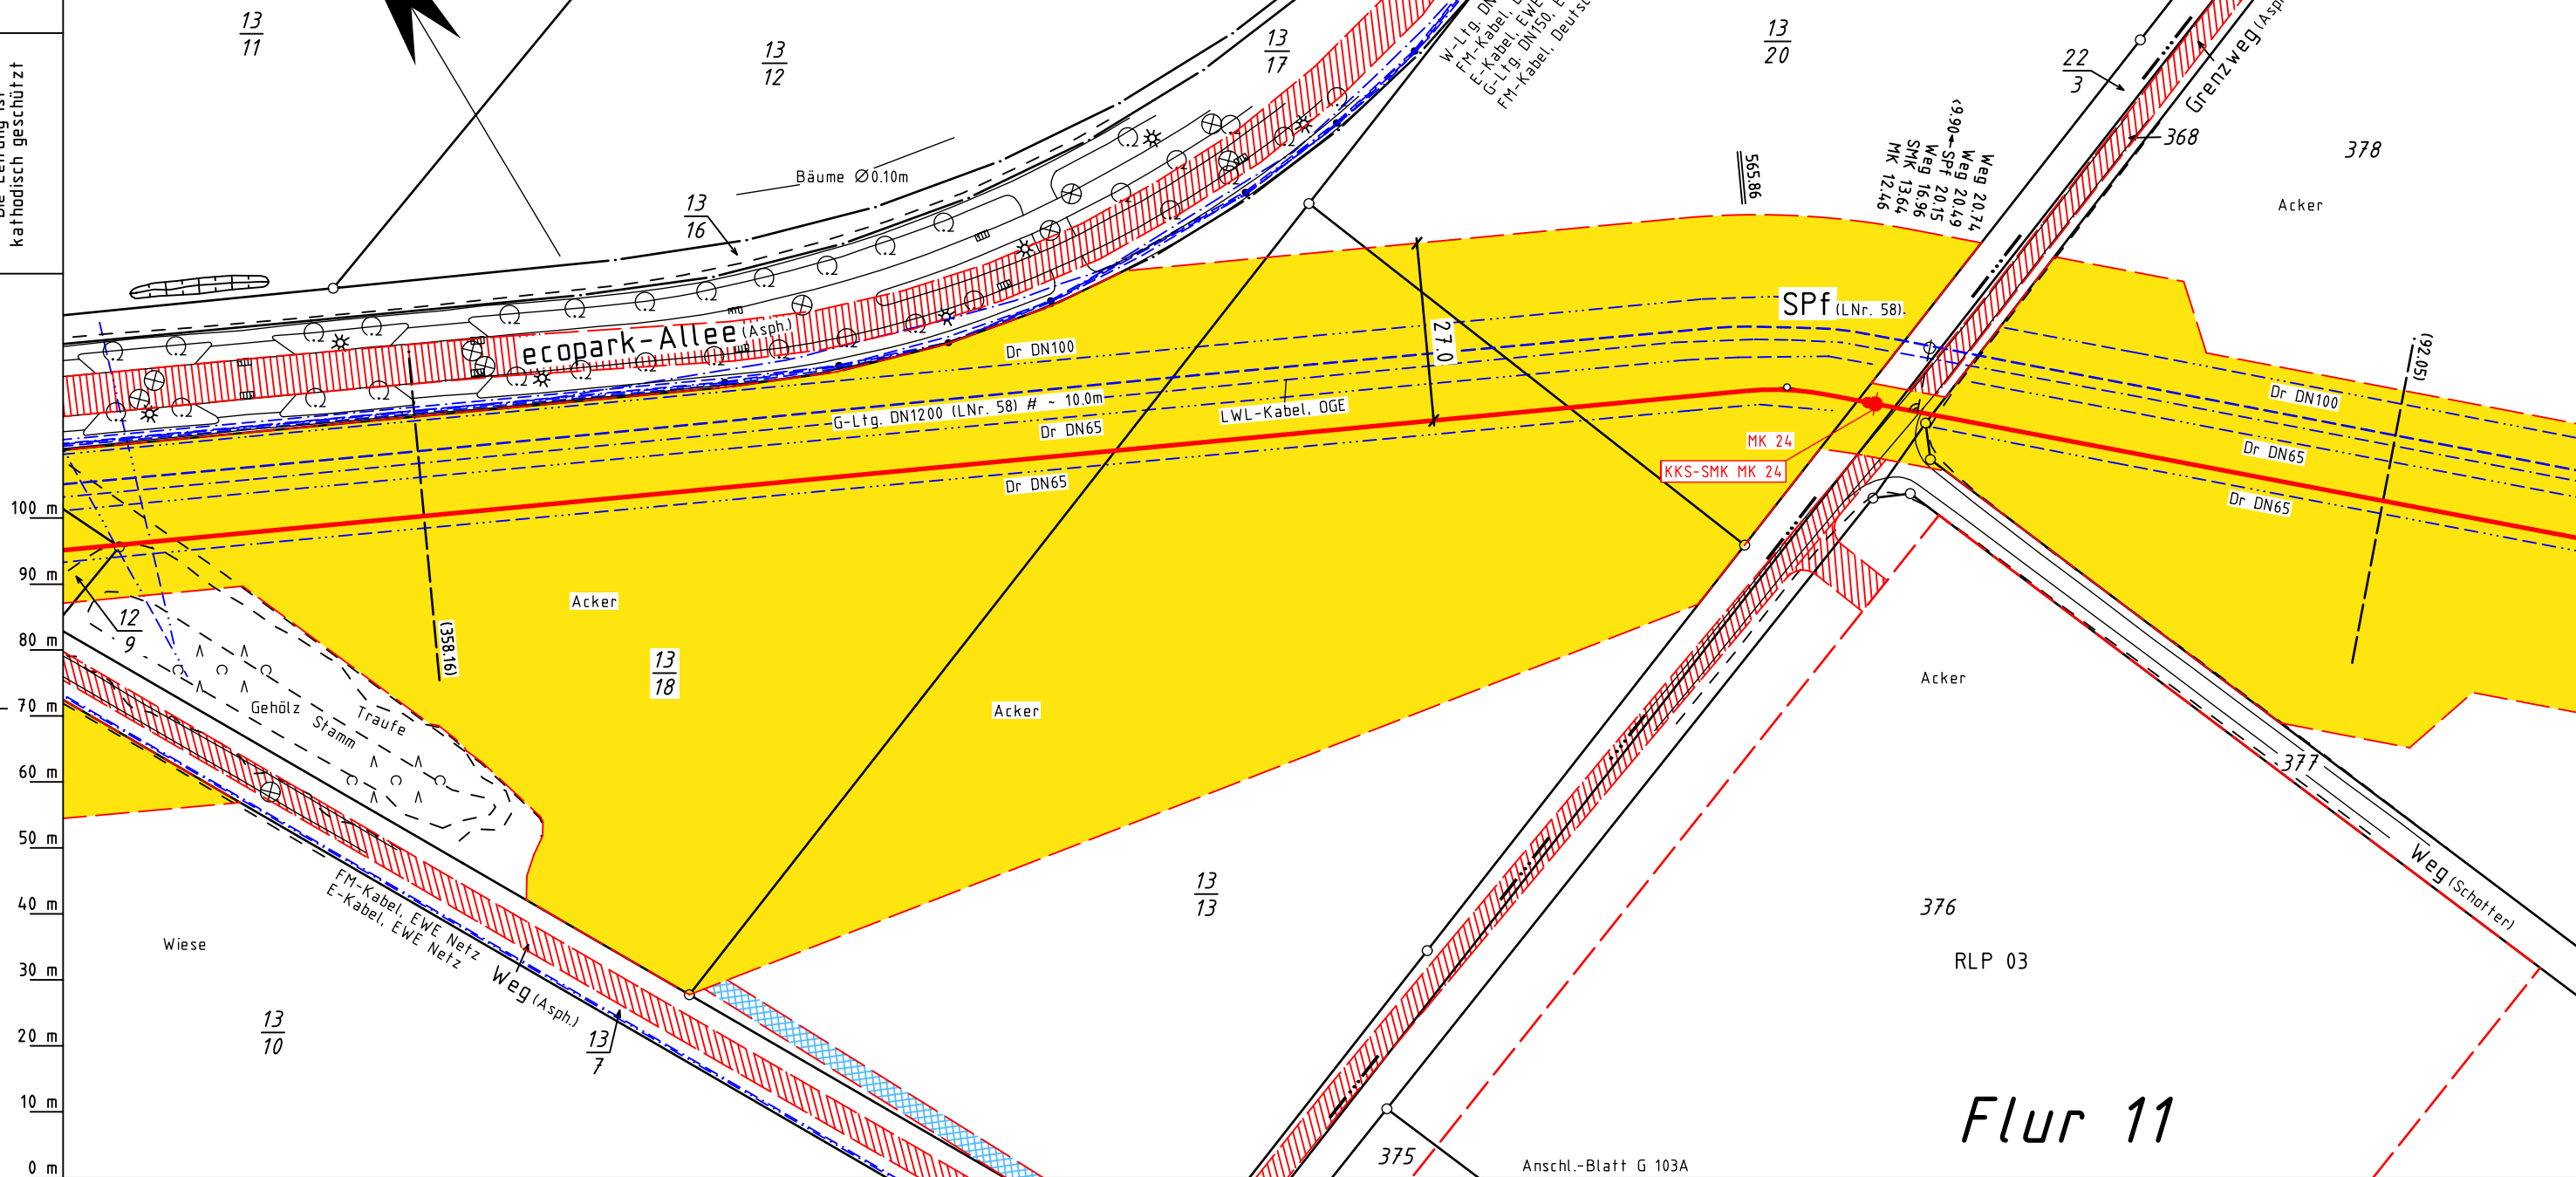 kathodisch geschützt
13
11
13
12
13
17
13
20
22
3
368
378
Acker
Grenzweg (Asph
FM-Kabel, Deutsc
Bäume Ø0.10m
13
16
565.86
(9.90
Weg 20.74
Weg 20.49
SPf 20.15
Weg 16.96
SMK 13.64
MK 12.46
ecopark-Allee (Asph.)
SPf (LNr. 58)
27.0
Dr DN100
G-Ltg. DN1200 (LNr. 58) # ~ 10.0m
LWL-Kabel, OGE
Dr DN65
Dr DN65
MK 24
KKS-SMK MK 24
Dr DN100
Dr DN65
Dr DN65
(92.05)
(358.16)
100 m
90 m
80 m
70 m
60 m
50 m
40 m
30 m
20 m
10 m
0 m
12
9
Acker
13
18
Acker
Acker
Gehölz
Stamm
Traufe
377
Weg (Schotter)
13
13
376
RLP 03
FM-Kabel, EWE Netz
E-Kabel, EWE Netz
Wiese
Weg (Asph.)
13
10
13
7
Flur 11
375
Anschl.-Blatt G 103A